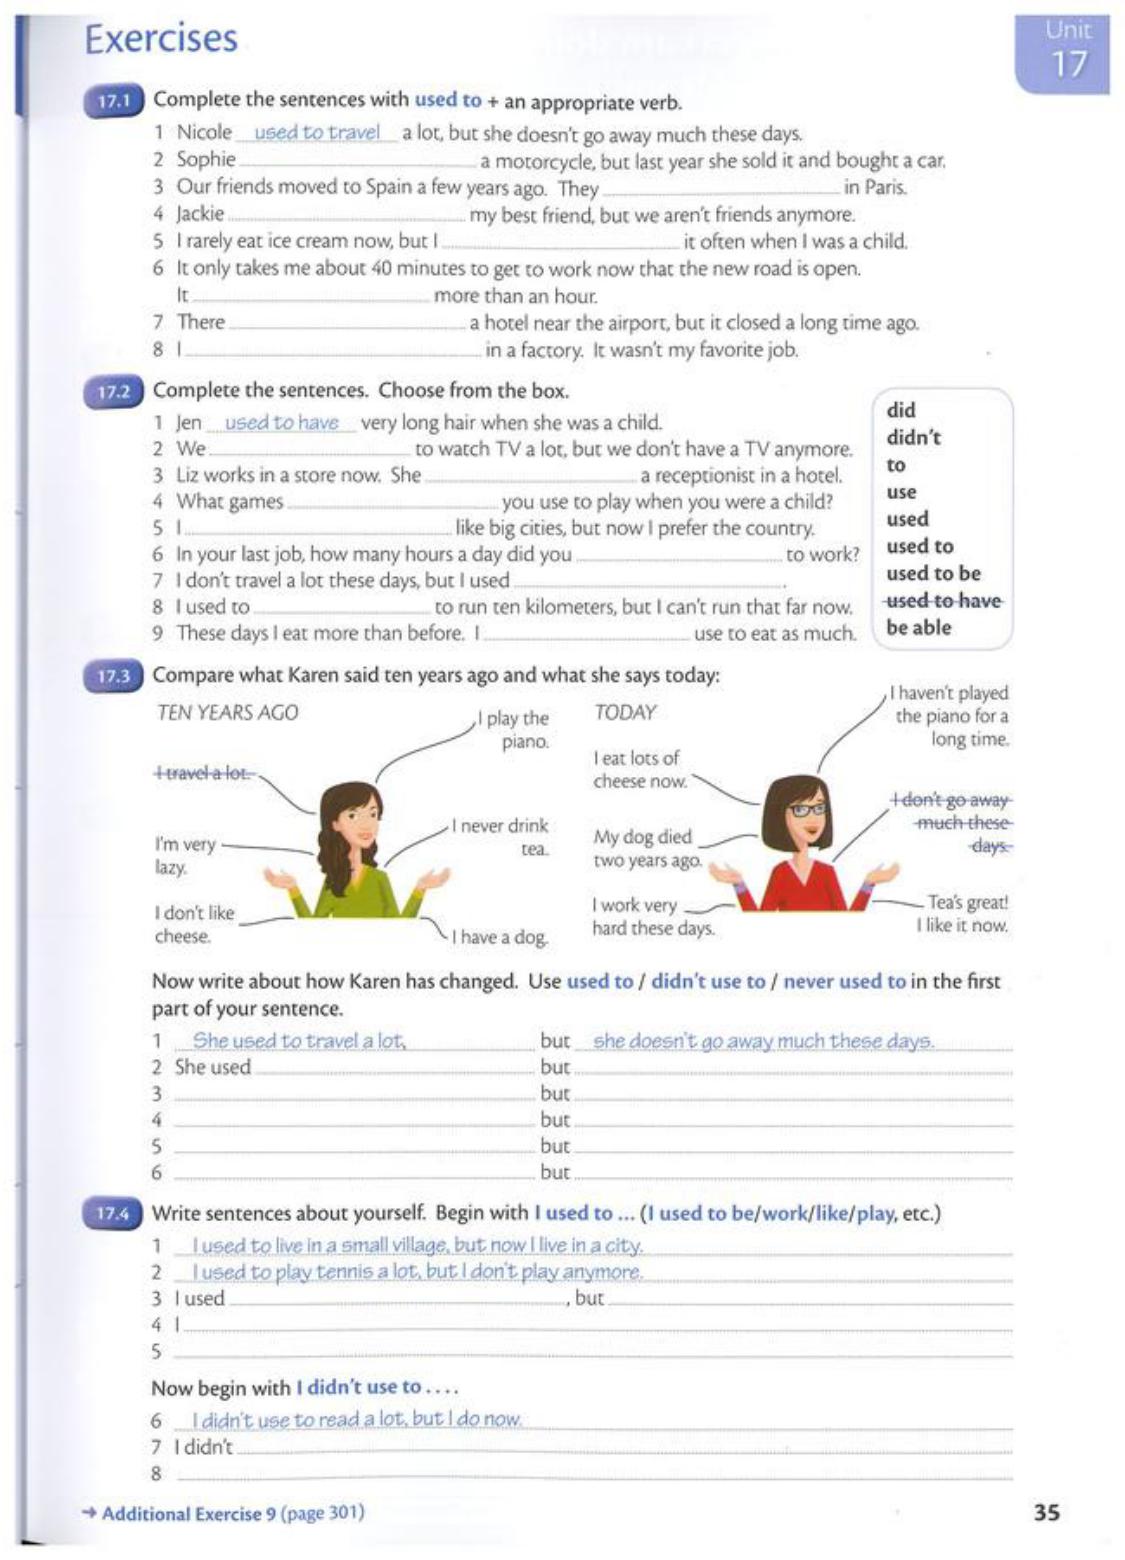 Exercises
Unit
17
17.1 Complete the sentences with used to + an appropriate verb.
1 Nicole used to travel a lot, but she doesn't go away much these days.
2 Sophie a motorcycle, but last year she sold it and bought a car.
3 Our friends moved to Spain a few years ago. They in Paris.
4 Jackie my best friend, but we aren't friends anymore.
5 I rarely eat ice cream now, but I it often when I was a child.
6 It only takes me about 40 minutes to get to work now that the new road is open.
It more than an hour.
7 There a hotel near the airport, but it closed a long time ago.
8 I in a factory. It wasn't my favorite job.
17.2 Complete the sentences. Choose from the box.
1 Jen used to have very long hair when she was a child.
2 We to watch TV a lot, but we don't have a TV anymore.
3 Liz works in a store now. She a receptionist in a hotel.
4 What games you use to play when you were a child?
5 I like big cities, but now I prefer the country.
6 In your last job, how many hours a day did you to work?
7 I don't travel a lot these days, but I used .
8 I used to to run ten kilometers, but I can't run that far now.
9 These days I eat more than before. I use to eat as much.
did
didn't
to
use
used
used to
used to be
used to have
be able
17.3 Compare what Karen said ten years ago and what she says today:
TEN YEARS AGO
I play the
piano.
I travel a lot.
I never drink
tea.
I'm very
lazy.
I don't like
cheese.
I have a dog.
TODAY
I haven't played
the piano for a
long time.
I eat lots of
cheese now.
I don't go away
much these
days.
My dog died
two years ago.
I work very
hard these days.
Tea's great!
I like it now.
Now write about how Karen has changed. Use used to / didn't use to / never used to in the first
part of your sentence.
1 She used to travel a lot, but she doesn't go away much these days.
2 She used but
3 but
4 but
5 but
6 but
17.4 Write sentences about yourself. Begin with I used to ... (I used to be/work/like/play, etc.)
1 I used to live in a small village, but now I live in a city.
2 I used to play tennis a lot, but I don't play anymore.
3 I used , but
4 I
5
Now begin with I didn't use to ....
6 I didn't use to read a lot, but I do now.
7 I didn't
8
→ Additional Exercise 9 (page 301)
35